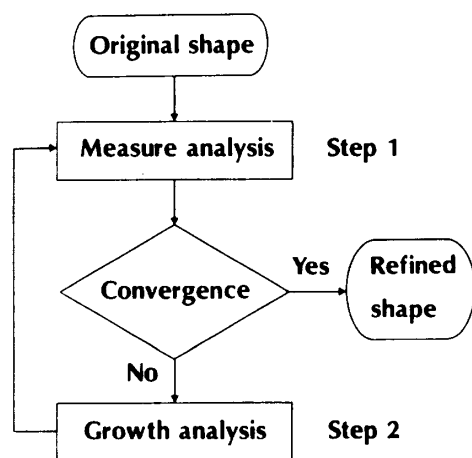 Original shape
Measure analysis
Step 1
Convergence
Yes
Refined
shape
No
Growth analysis
Step 2